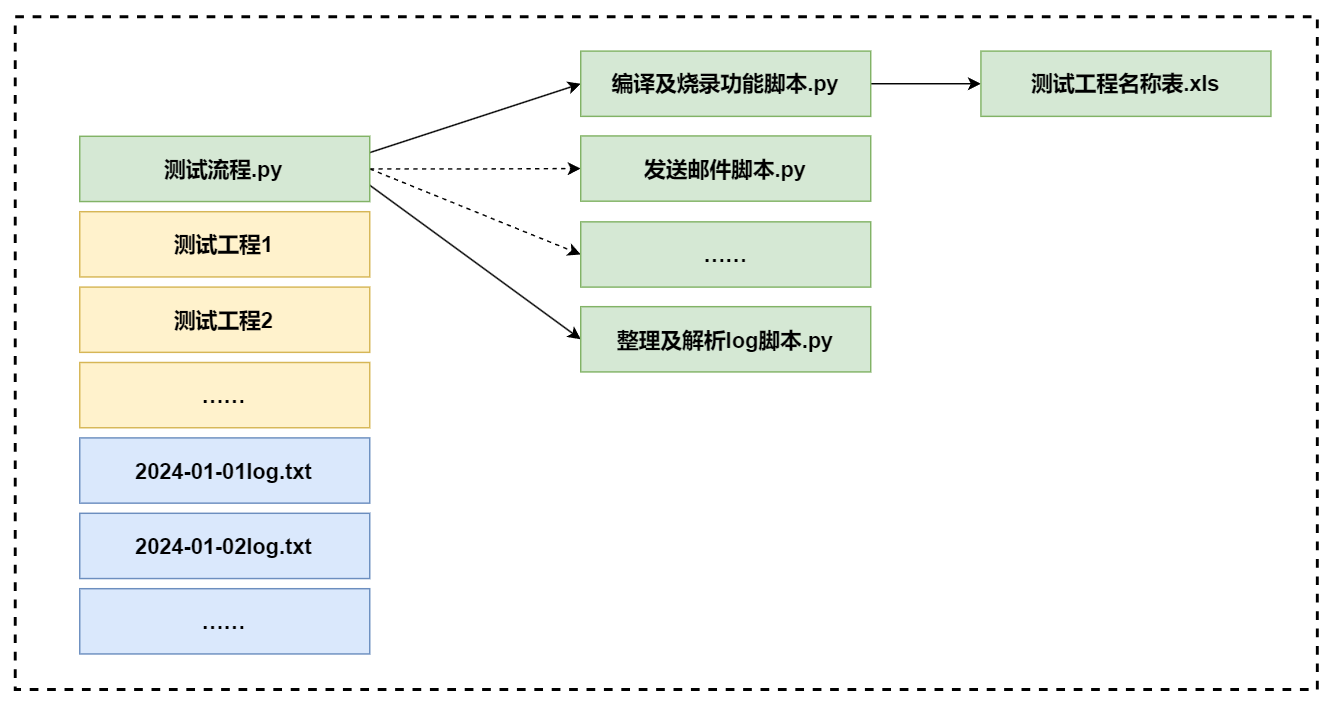 编译及烧录功能脚本.py
测试工程名称表.xls
测试流程.py
发送邮件脚本.py
测试工程1
……
测试工程2
整理及解析log脚本.py
……
2024-01-01log.txt
2024-01-02log.txt
……